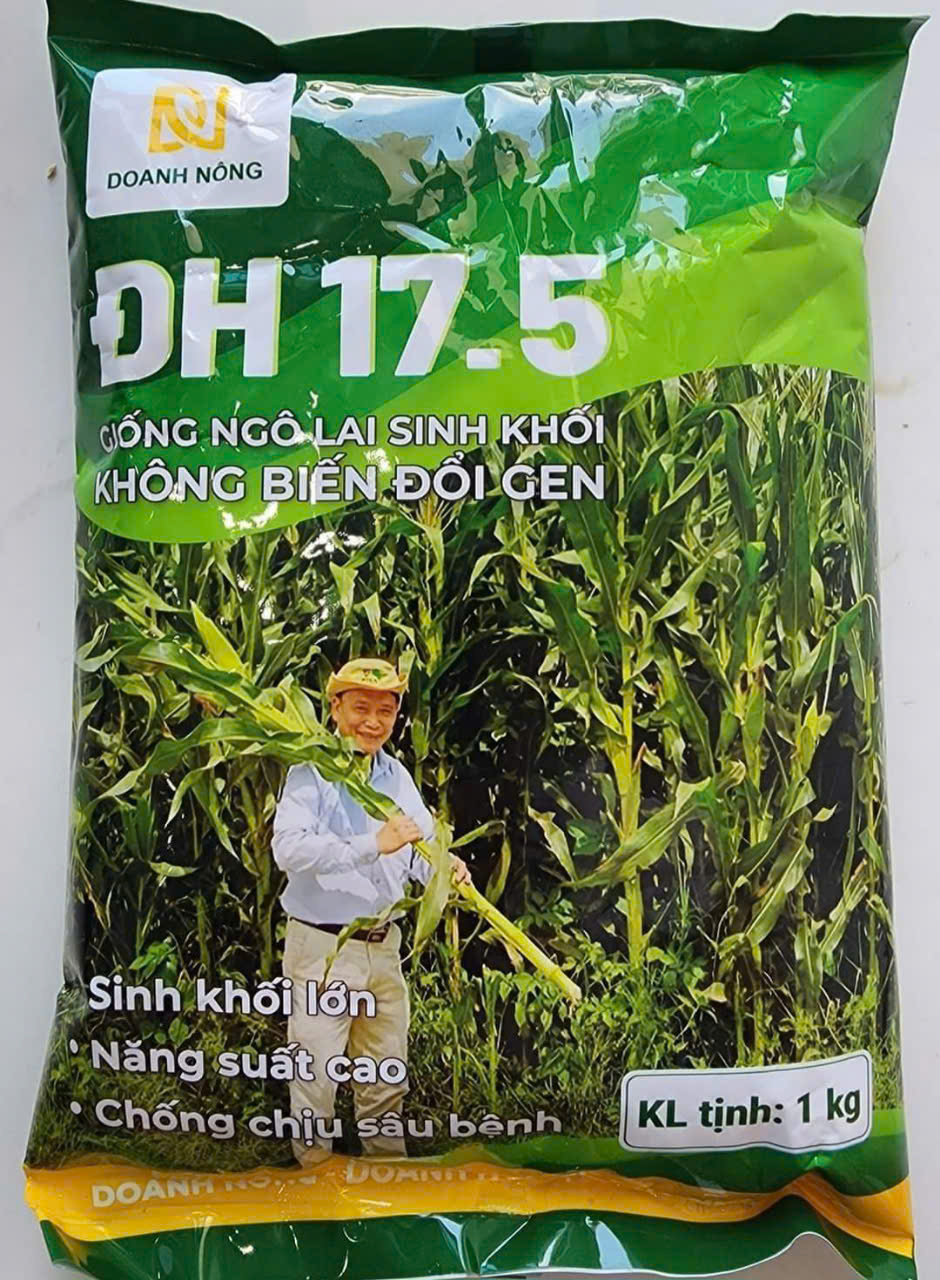 DOANH NÔNG
ĐH 17.5
GIỐNG NGÔ LAI SINH KHỐI
KHÔNG BIẾN ĐỔI GEN
Sinh khối lớn
• Năng suất cao
• Chống chịu sâu bệnh
KL tịnh: 1 kg
DOANH NÔNG - DOANH